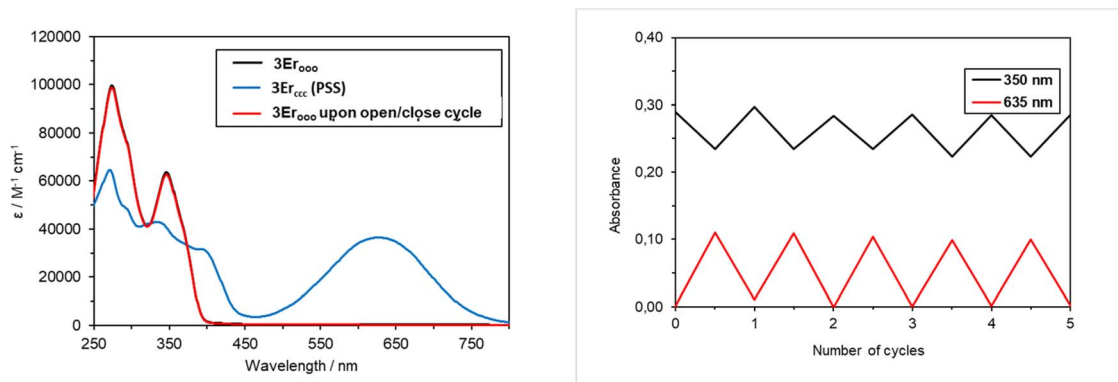 120000
100000
80000
60000
40000
20000
0
ε / M⁻¹ cm⁻¹
3Erₒₒₒ
3Er꜀꜀꜀ (PSS)
3Erₒₒₒ upon open/close cycle
250 350 450 550 650 750
Wavelength / nm
0,40
0,30
0,20
0,10
0,00
Absorbance
350 nm
635 nm
0 1 2 3 4 5
Number of cycles